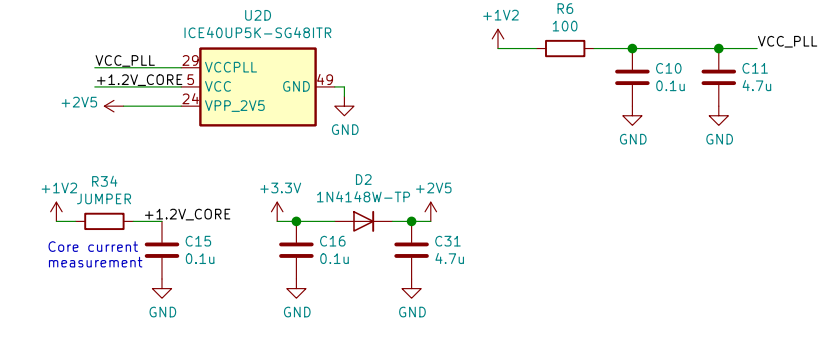 U2D
ICE40UP5K-SG48ITR
VCC_PLL 29 VCCPLL
+1.2V_CORE 5 VCC
GND 49
+2V5 24 VPP_2V5
GND
+1V2
R6
100
VCC_PLL
C10
0.1u
C11
4.7u
GND
GND
+1V2
R34
JUMPER
+1.2V_CORE
Core current
measurement
C15
0.1u
GND
+3.3V
D2
1N4148W-TP
+2V5
C16
0.1u
C31
4.7u
GND
GND